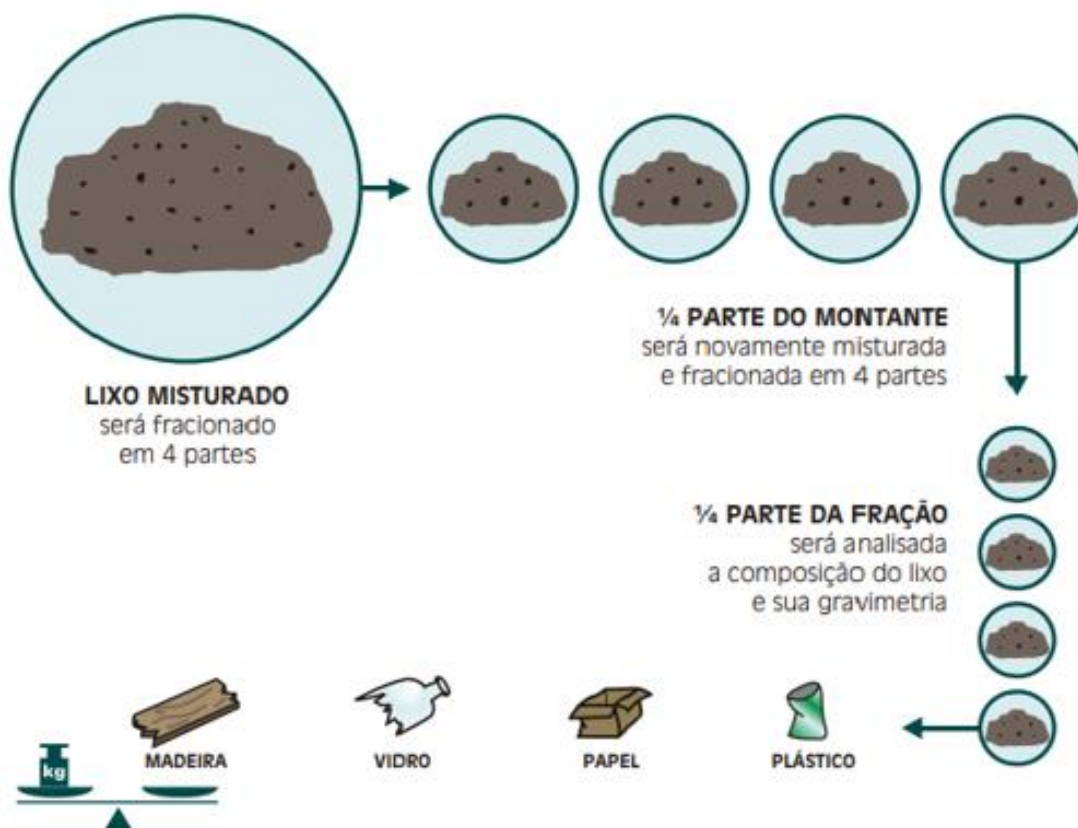 LIXO MISTURADO
será fracionado
em 4 partes
¼ PARTE DO MONTANTE
será novamente misturada
e fracionada em 4 partes
¼ PARTE DA FRAÇÃO
será analisada
a composição do lixo
e sua gravimetria
MADEIRA
VIDRO
PAPEL
PLÁSTICO
kg